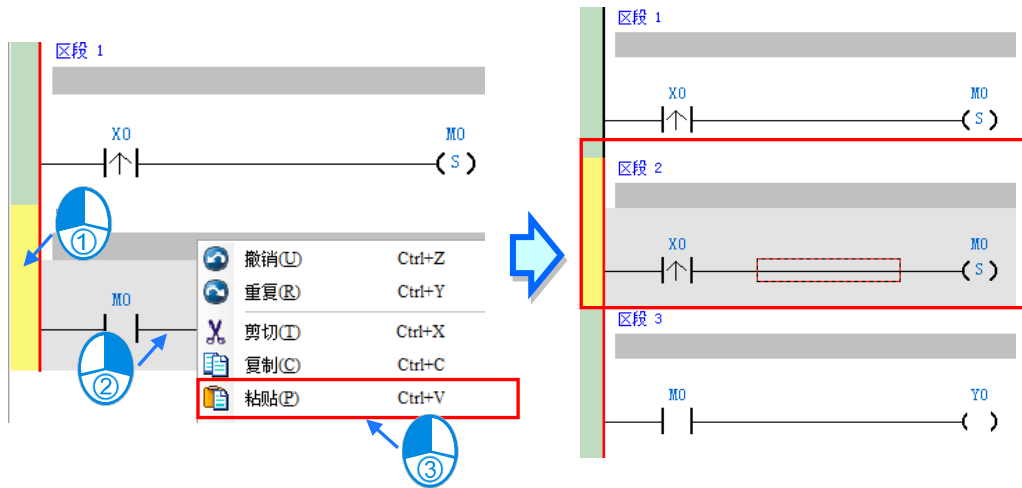 区段 1
X0
M0
S
①
M0
②
撤销(U) Ctrl+Z
重复(R) Ctrl+Y
剪切(T) Ctrl+X
复制(C) Ctrl+C
粘贴(P) Ctrl+V
③
区段 1
X0
M0
S
区段 2
X0
M0
S
区段 3
M0
Y0